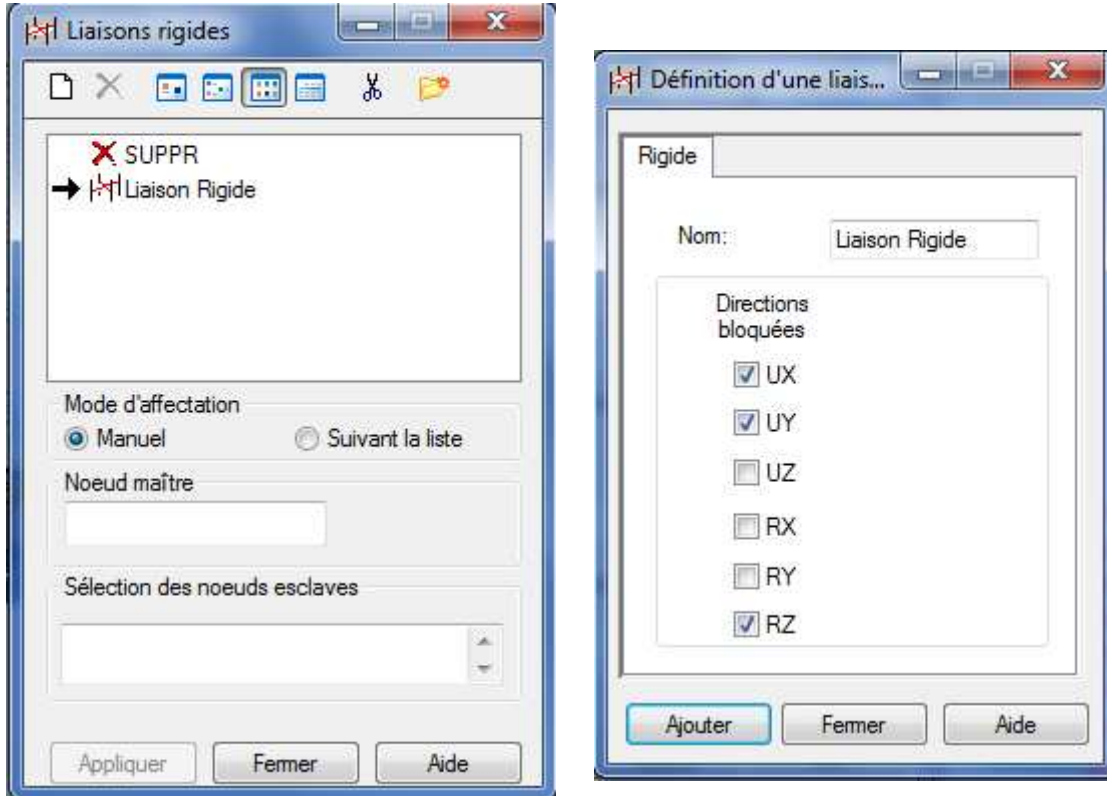 Liaisons rigides
SUPPR
Liaison Rigide
Mode d'affectation
Manuel
Suivant la liste
Noeud maître
Sélection des noeuds esclaves
Appliquer
Fermer
Aide
Définition d'une liais...
Rigide
Nom:
Liaison Rigide
Directions
bloquées
UX
UY
UZ
RX
RY
RZ
Ajouter
Fermer
Aide